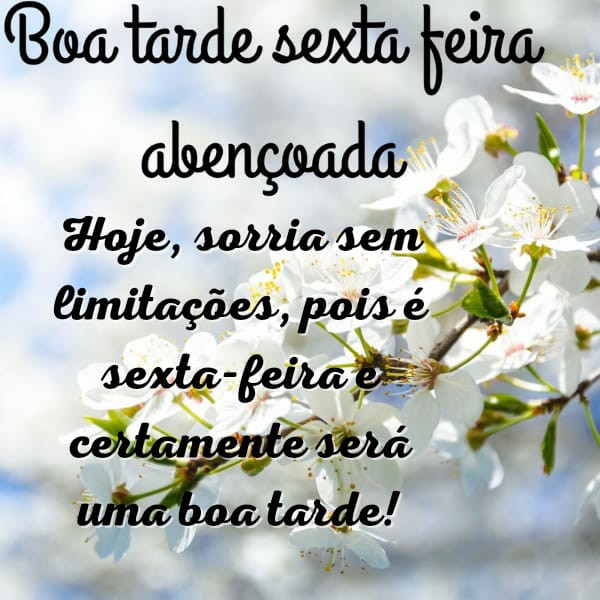 Boa tarde sexta feira
abençoada
Hoje, sorria sem
limitações, pois é
sexta-feira e
certamente será
uma boa tarde!